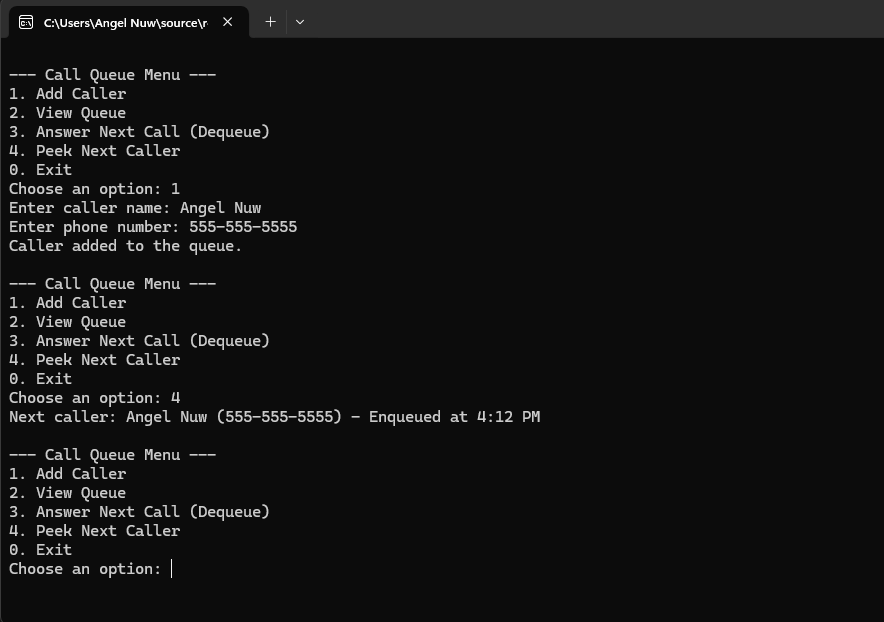 C:\Users\Angel Nuw\source\r
--- Call Queue Menu ---
1. Add Caller
2. View Queue
3. Answer Next Call (Dequeue)
4. Peek Next Caller
0. Exit
Choose an option: 1
Enter caller name: Angel Nuw
Enter phone number: 555-555-5555
Caller added to the queue.
--- Call Queue Menu ---
1. Add Caller
2. View Queue
3. Answer Next Call (Dequeue)
4. Peek Next Caller
0. Exit
Choose an option: 4
Next caller: Angel Nuw (555-555-5555) - Enqueued at 4:12 PM
--- Call Queue Menu ---
1. Add Caller
2. View Queue
3. Answer Next Call (Dequeue)
4. Peek Next Caller
0. Exit
Choose an option: